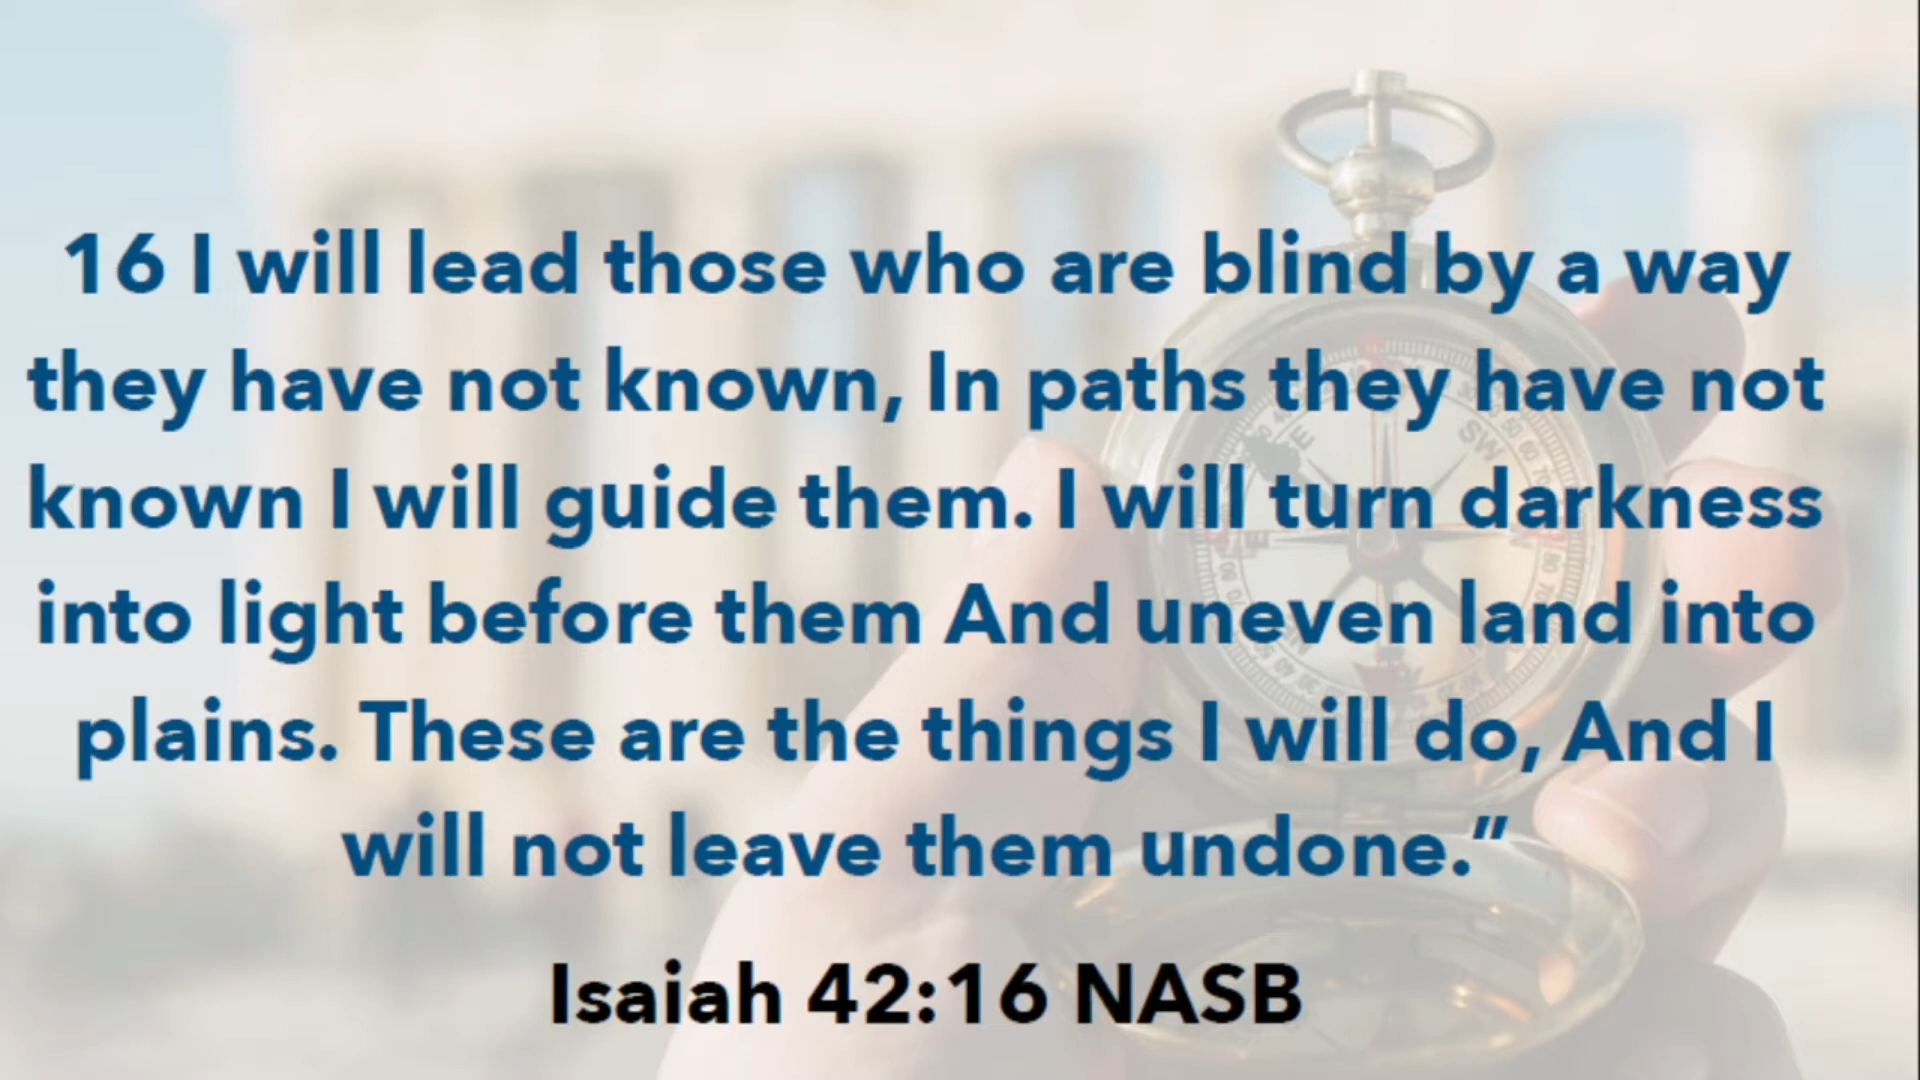 16 I will lead those who are blind by a way
they have not known, In paths they have not
known I will guide them. I will turn darkness
into light before them And uneven land into
plains. These are the things I will do, And I
will not leave them undone.”
Isaiah 42:16 NASB